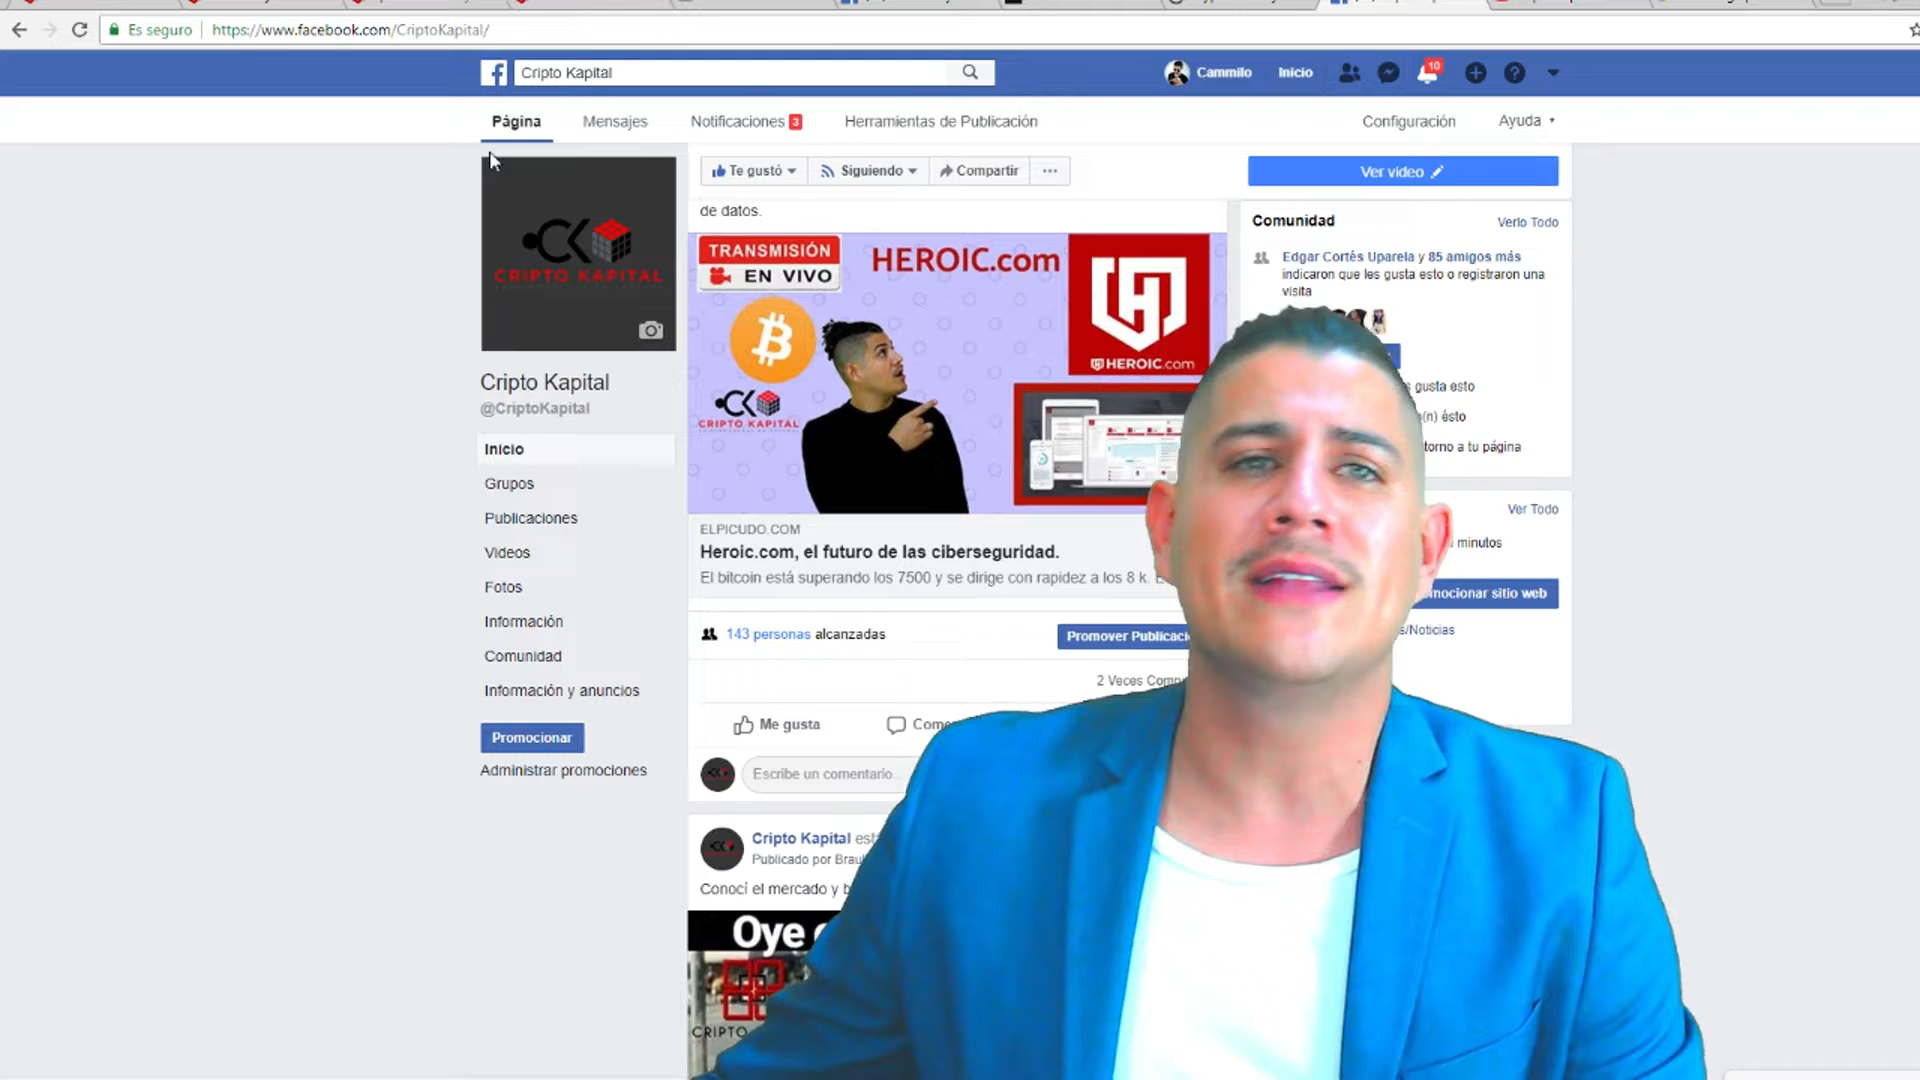 Es seguro
https://www.facebook.com/CriptoKapital/
Cripto Kapital
Cammilo
Inicio
10
Página
Mensajes
Notificaciones 3
Herramientas de Publicación
Configuración
Ayuda
Te gustó
Siguiendo
Compartir
Ver video
de datos.
TRANSMISIÓN
EN VIVO
HEROIC.com
HEROIC.com
CRIPTO KAPITAL
CRIPTO KAPITAL
Comunidad
Verlo Todo
Edgar Cortés Uparela y 85 amigos más
indicaron que les gusta esto o registraron una
visita
gusta esto
ésto
torno a tu página
Cripto Kapital
@CriptoKapital
Inicio
Grupos
Publicaciones
Videos
Fotos
Información
Comunidad
Información y anuncios
Promocionar
Administrar promociones
ELPICUDO.COM
Heroic.com, el futuro de las ciberseguridad.
El bitcoin está superando los 7500 y se dirige con rapidez a los 8 k.
143 personas alcanzadas
Promover
2 Veces
Me gusta
Escribe un comentario...
Ver Todo
minutos
sitio web
Noticias
Cripto Kapital
Publicado por
Conocí el mercado y
Oye
CRIPTO